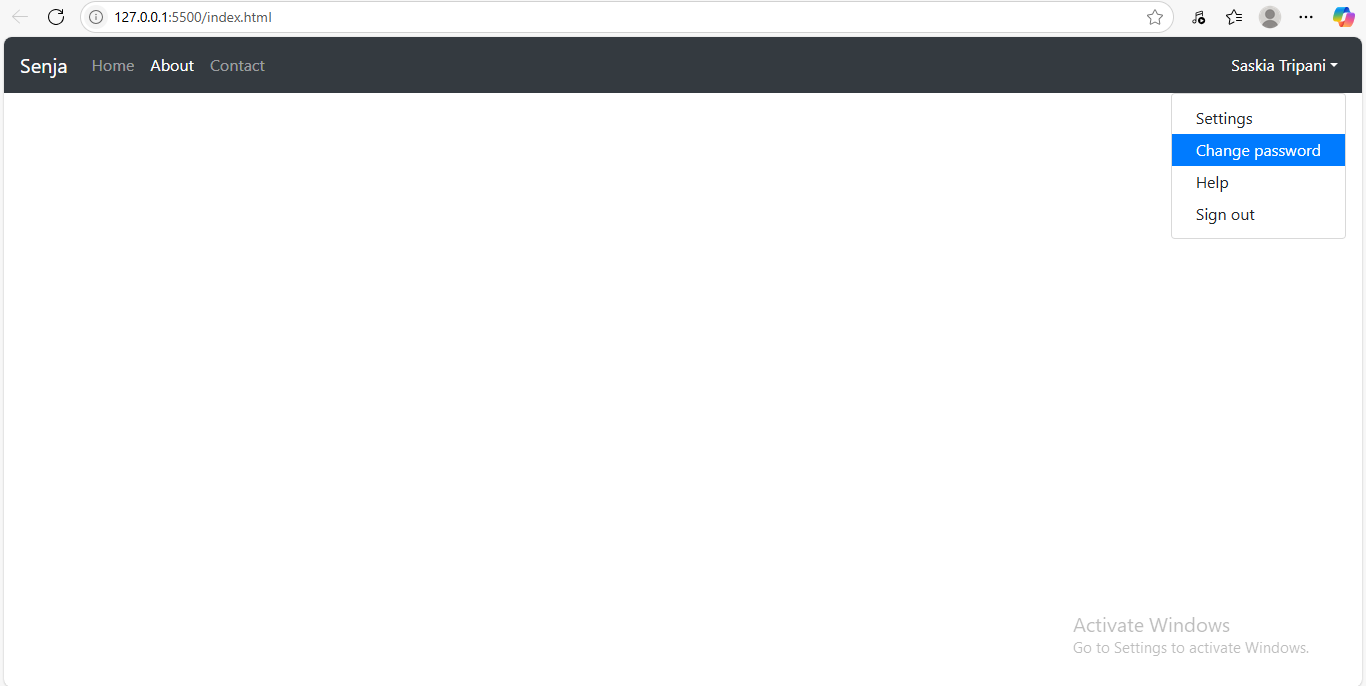 127.0.0.1:5500/index.html
Senja Home About Contact Saskia Tripani
Settings
Change password
Help
Sign out
Activate Windows
Go to Settings to activate Windows.